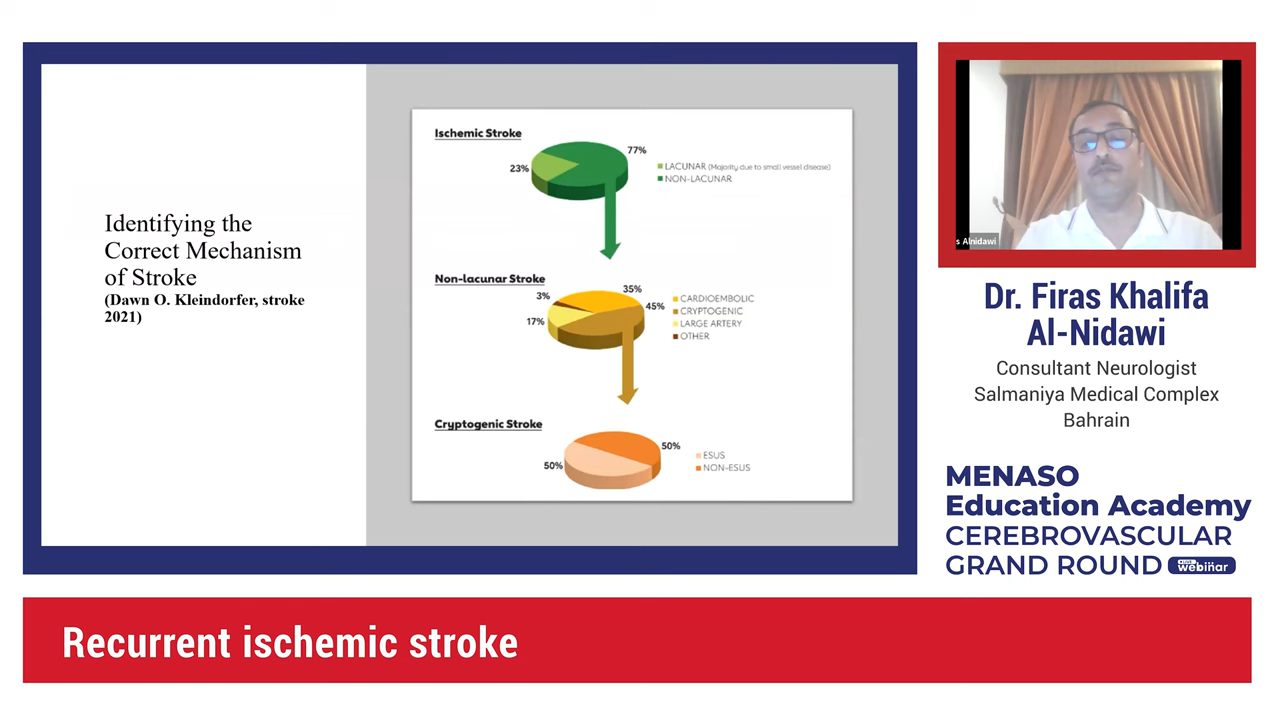 Identifying the
Correct Mechanism
of Stroke
(Dawn O. Kleindorfer, stroke
2021)
Ischemic Stroke
77%
23%
LACUNAR (Majority due to small vessel disease)
NON-LACUNAR
Non-lacunar Stroke
35%
3%
45%
17%
CARDIOEMBOLIC
CRYPTOGENIC
LARGE ARTERY
OTHER
Cryptogenic Stroke
50%
50%
ESUS
NON-ESUS
s Alnidawi
Dr. Firas Khalifa
Al-Nidawi
Consultant Neurologist
Salmaniya Medical Complex
Bahrain
MENASO
Education Academy
CEREBROVASCULAR
GRAND ROUND
webinar
Recurrent ischemic stroke